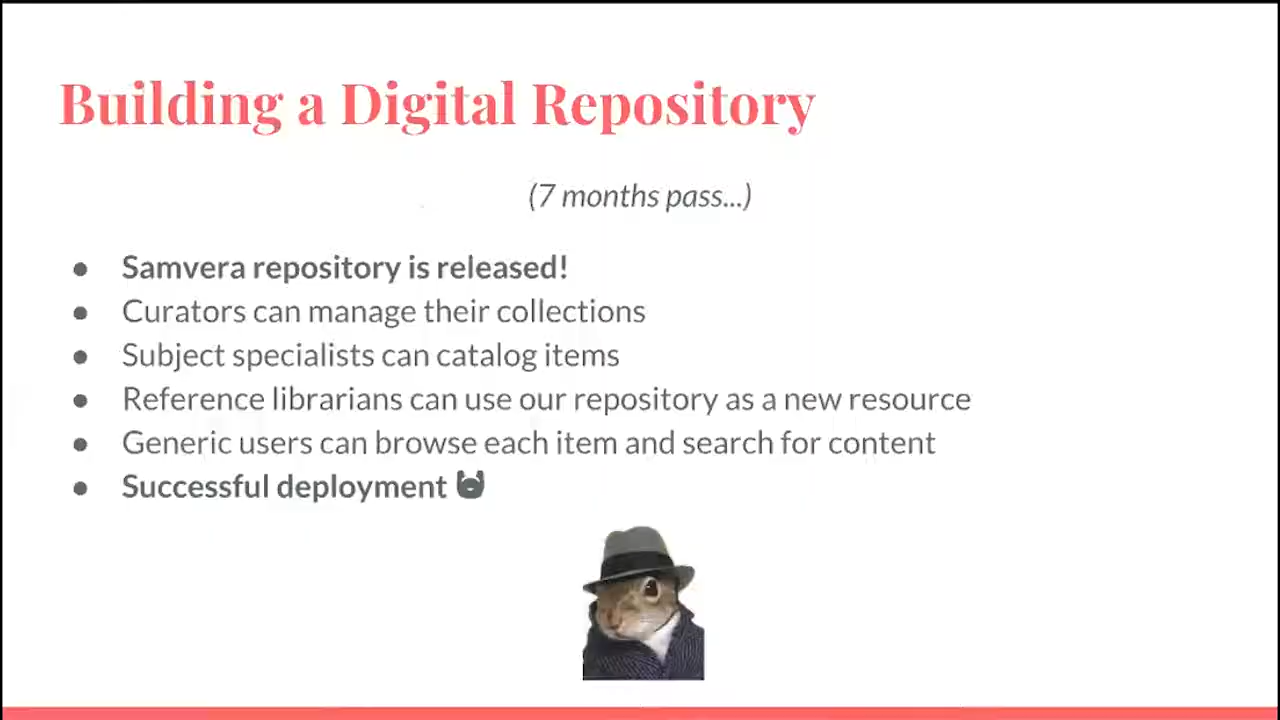 Building a Digital Repository
(7 months pass...)
● Samvera repository is released!
● Curators can manage their collections
● Subject specialists can catalog items
● Reference librarians can use our repository as a new resource
● Generic users can browse each item and search for content
● Successful deployment